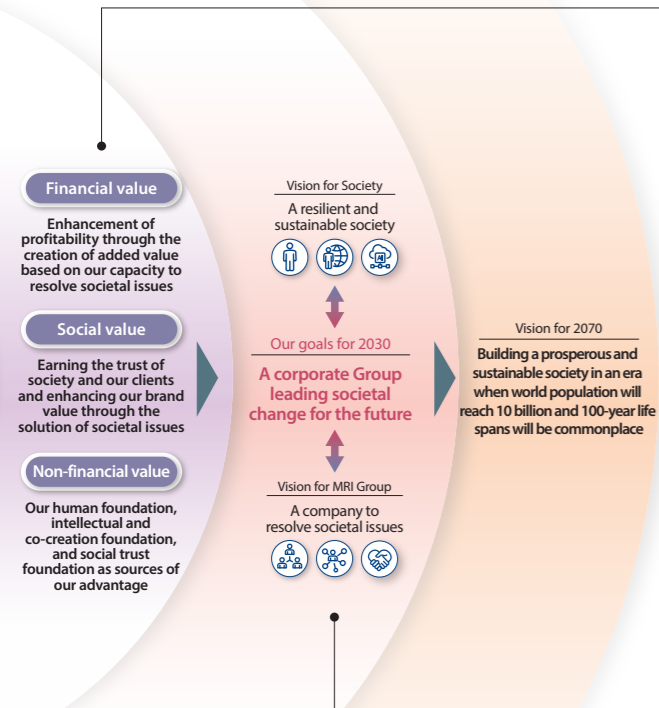 Financial value
Enhancement of
profitability through the
creation of added value
based on our capacity to
resolve societal issues
Social value
Earning the trust of
society and our clients
and enhancing our brand
value through the
solution of societal issues
Non-financial value
Our human foundation,
intellectual and
co-creation foundation,
and social trust
foundation as sources of
our advantage
Vision for Society
A resilient and
sustainable society
AI
Our goals for 2030
A corporate Group
leading societal
change for the future
Vision for MRI Group
A company to
resolve societal issues
Vision for 2070
Building a prosperous and
sustainable society in an era
when world population will
reach 10 billion and 100-year life
spans will be commonplace